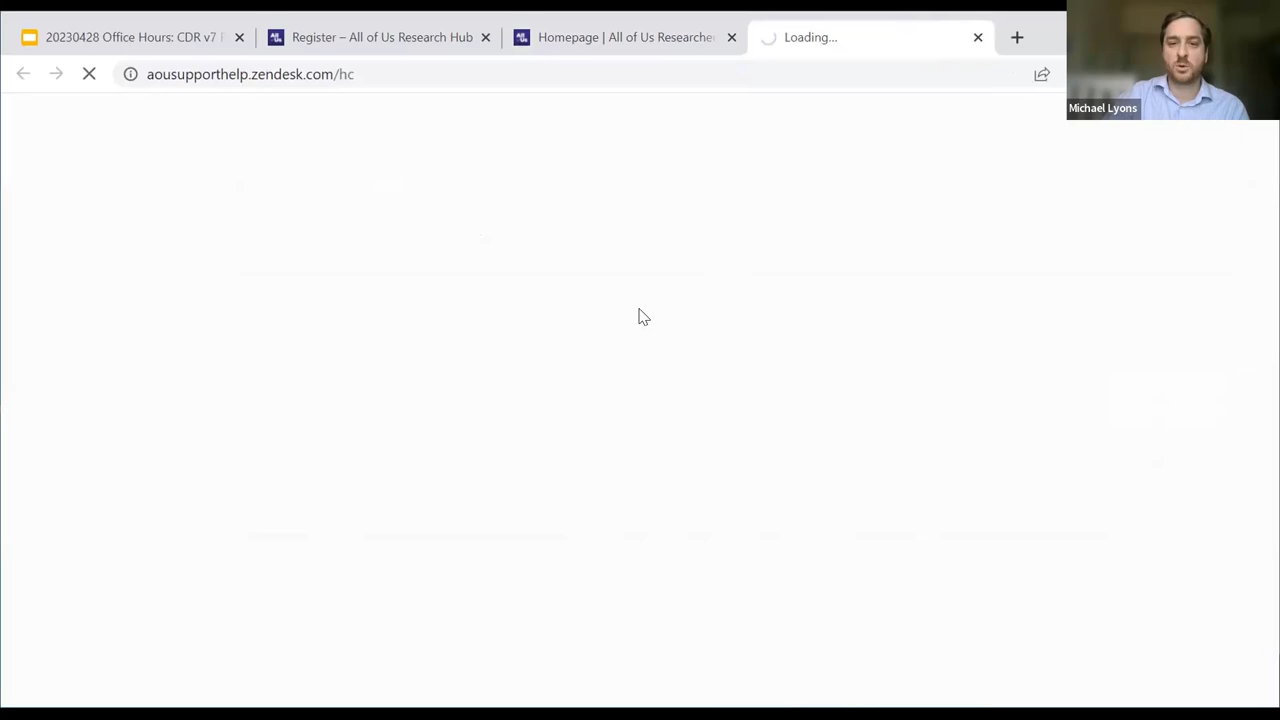 20230428 Office Hours: CDR v7
Register – All of Us Research Hub
Homepage | All of Us Researcher
Loading...
aousupporthelp.zendesk.com/hc
Michael Lyons